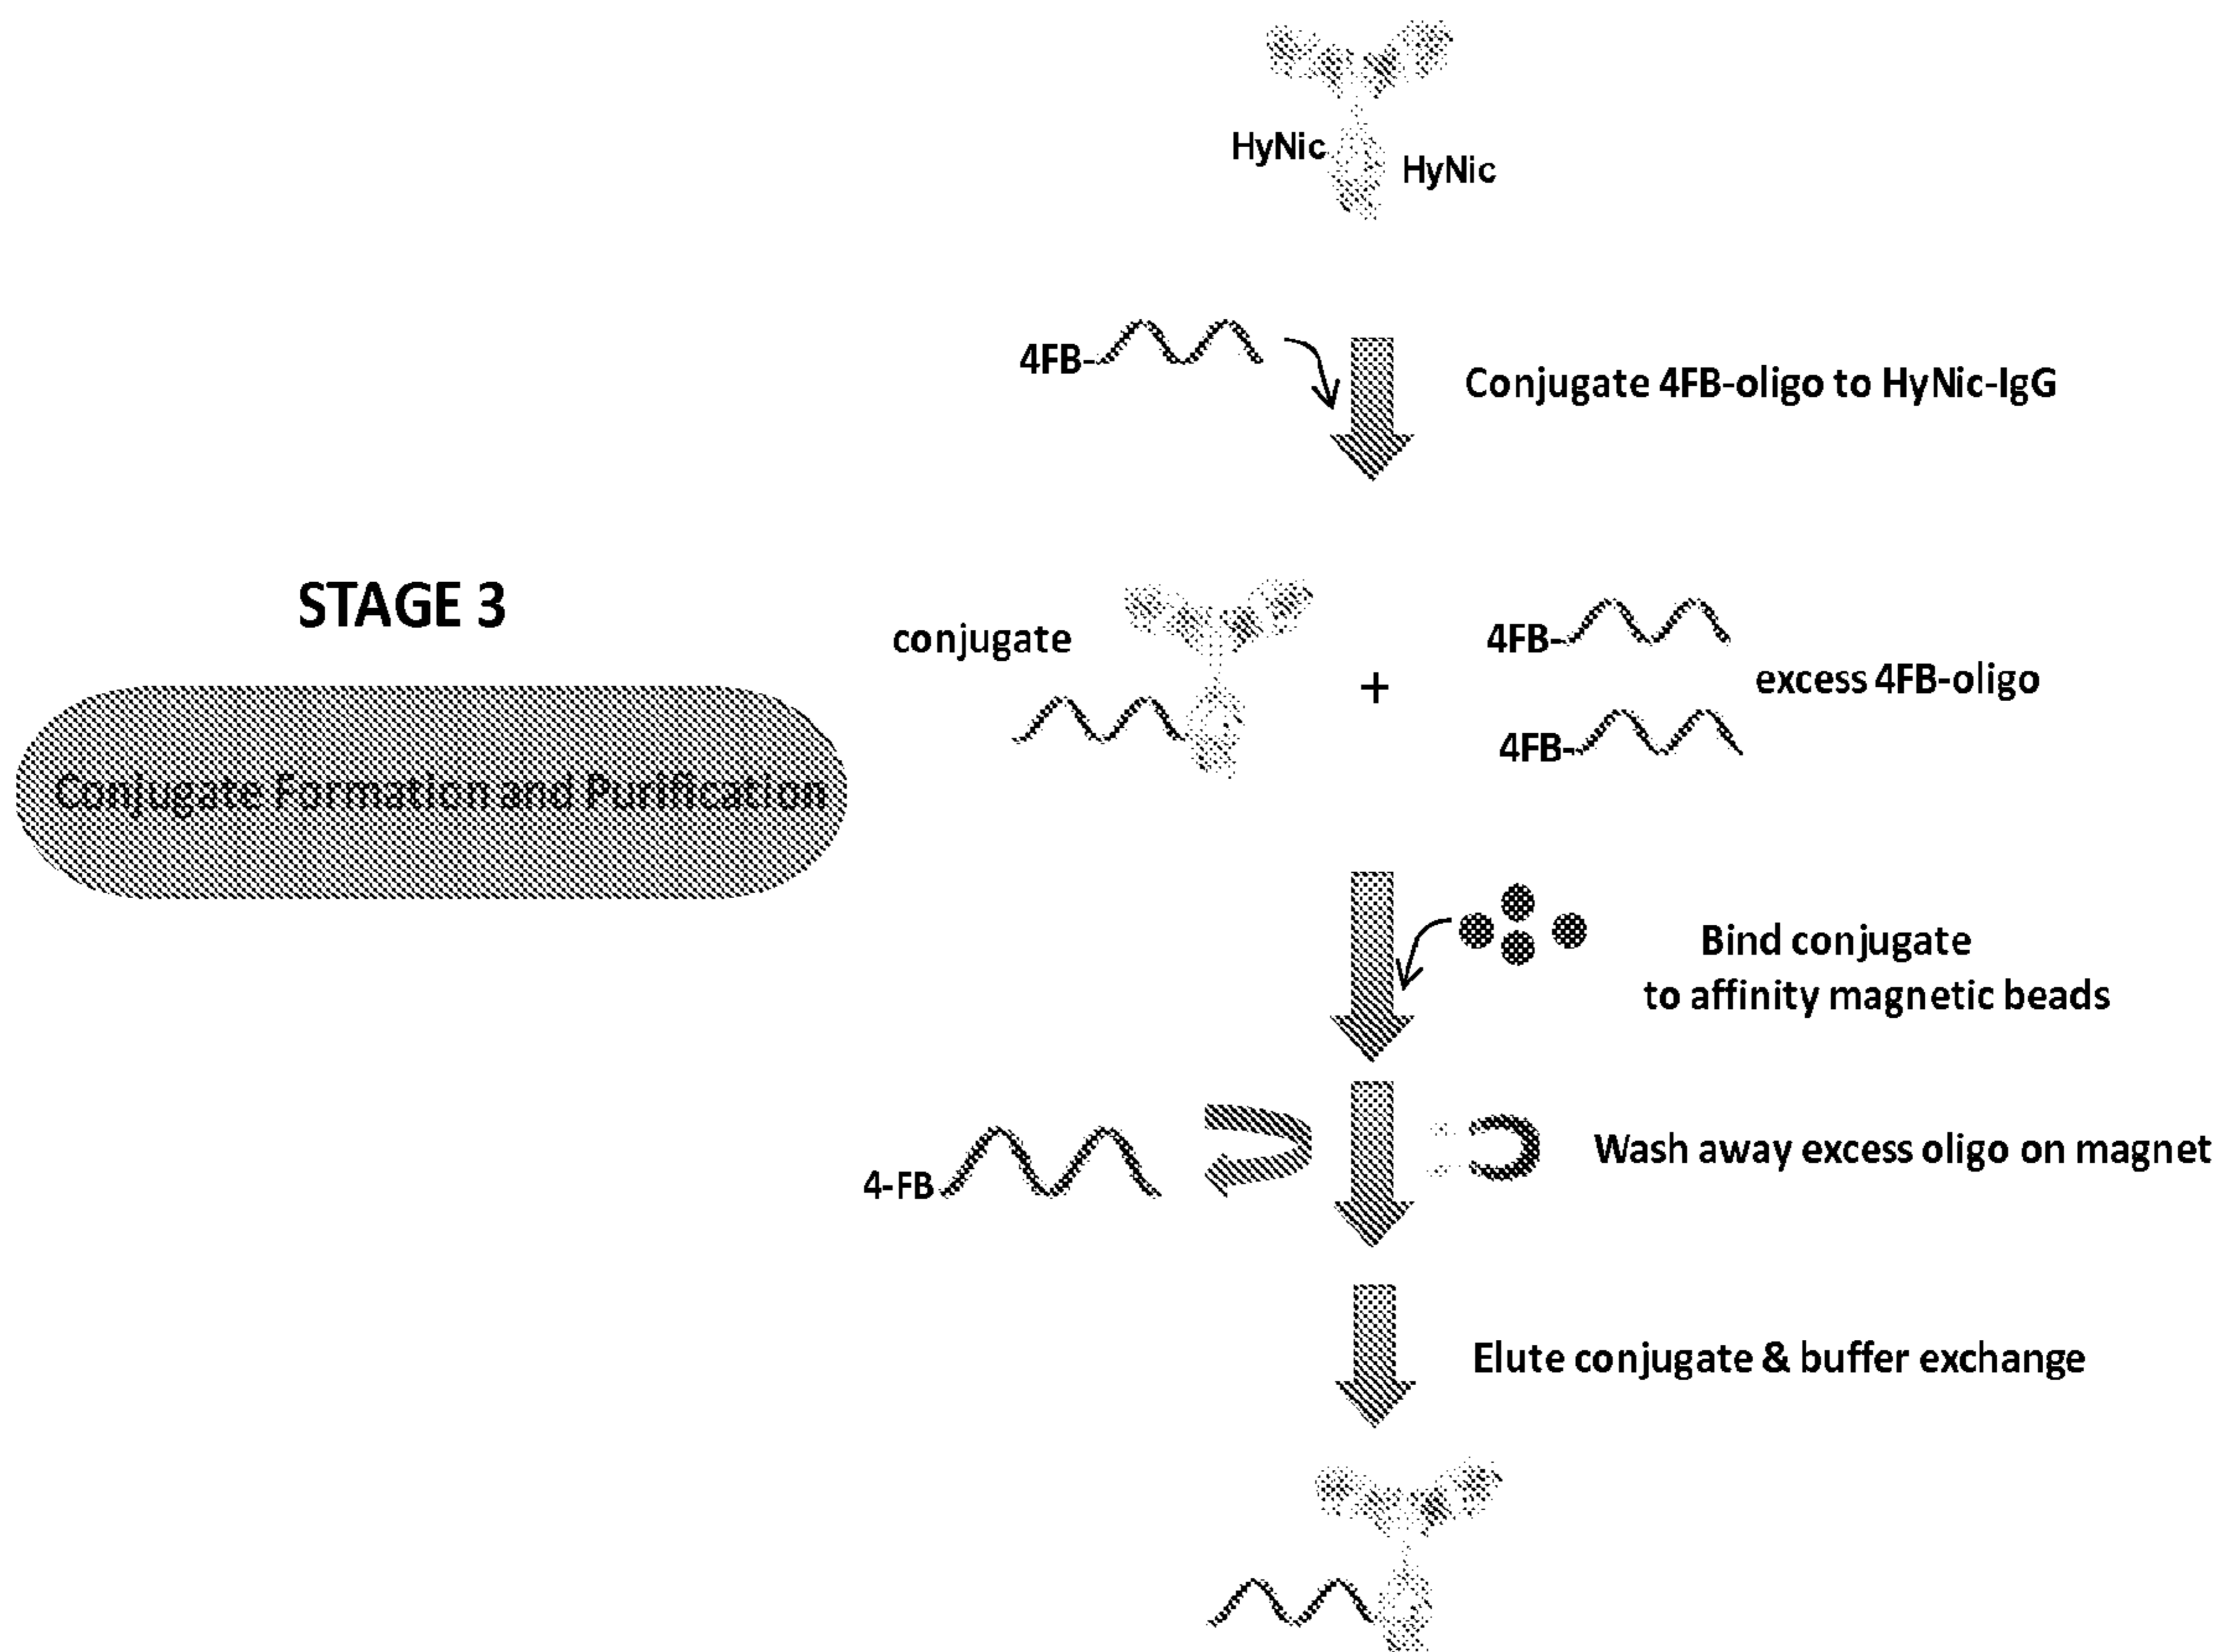 HyNic
HyNic
4FB-
Conjugate 4FB-oligo to HyNic-IgG
STAGE 3
Conjugate Formation and Purification
conjugate
+
4FB-
excess 4FB-oligo
4FB-
Bind conjugate
to affinity magnetic beads
4-FB
Wash away excess oligo on magnet
Elute conjugate & buffer exchange